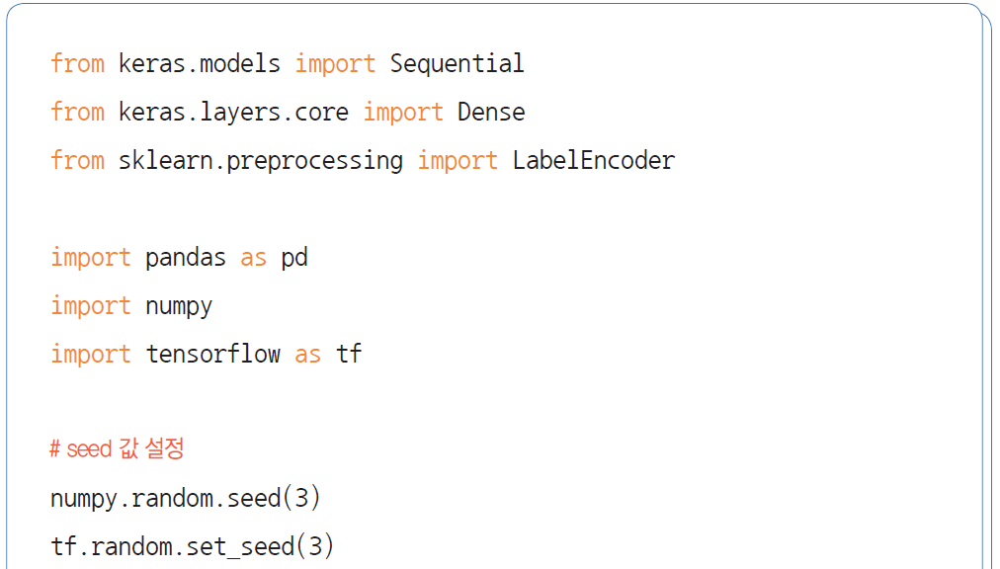 from keras.models import Sequential
from keras.layers.core import Dense
from sklearn.preprocessing import LabelEncoder
import pandas as pd
import numpy
import tensorflow as tf
# seed 값 설정
numpy.random.seed(3)
tf.random.set_seed(3)